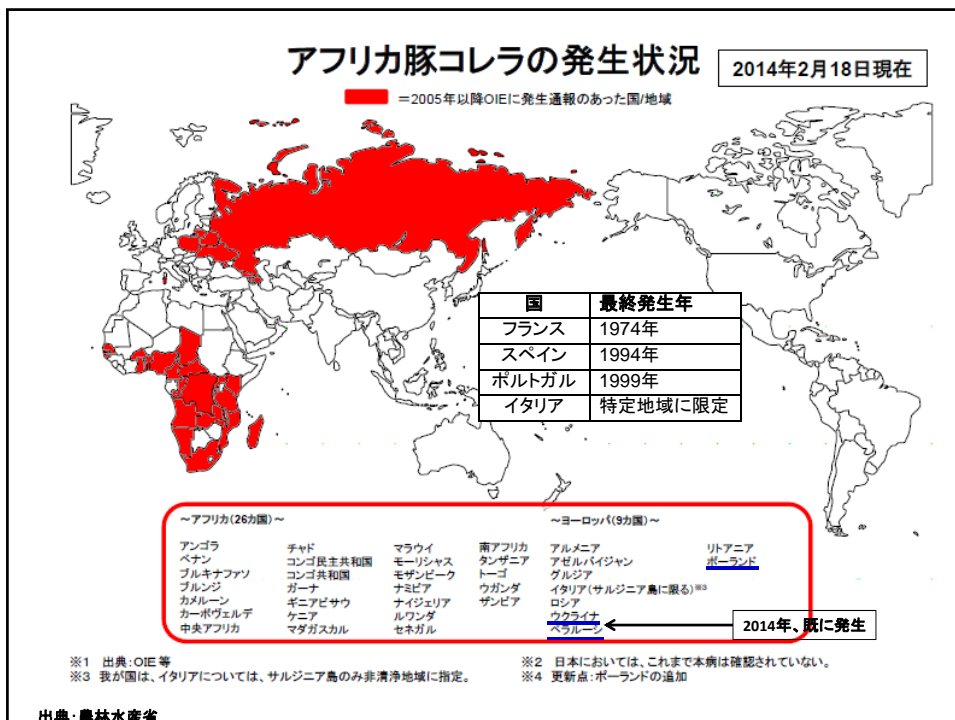 アフリカ豚コレラの発生状況
2014年2月18日現在
＝2005年以降OIEに発生通報のあった国/地域
国 最終発生年
フランス 1974年
スペイン 1994年
ポルトガル 1999年
イタリア 特定地域に限定
～アフリカ(26カ国)～
アンゴラ
ベナン
ブルキナファソ
ブルンジ
カメルーン
カーボヴェルデ
中央アフリカ
チャド
コンゴ民主共和国
コンゴ共和国
ガーナ
ギニアビサウ
ケニア
マダガスカル
マラウイ
モーリシャス
モザンビーク
ナミビア
ナイジェリア
ルワンダ
セネガル
南アフリカ
タンザニア
トーゴ
ウガンダ
ザンビア
～ヨーロッパ(9カ国)～
アルメニア
アゼルバイジャン
グルジア
イタリア(サルジニア島に限る)※3
ロシア
ウクライナ
ベラルーシ
リトアニア
ポーランド
2014年、既に発生
※1 出典：OIE 等
※2 日本においては、これまで本病は確認されていない。
※3 我が国は、イタリアについては、サルジニア島のみ非清浄地域に指定。
※4 更新点：ポーランドの追加
出典：農林水産省